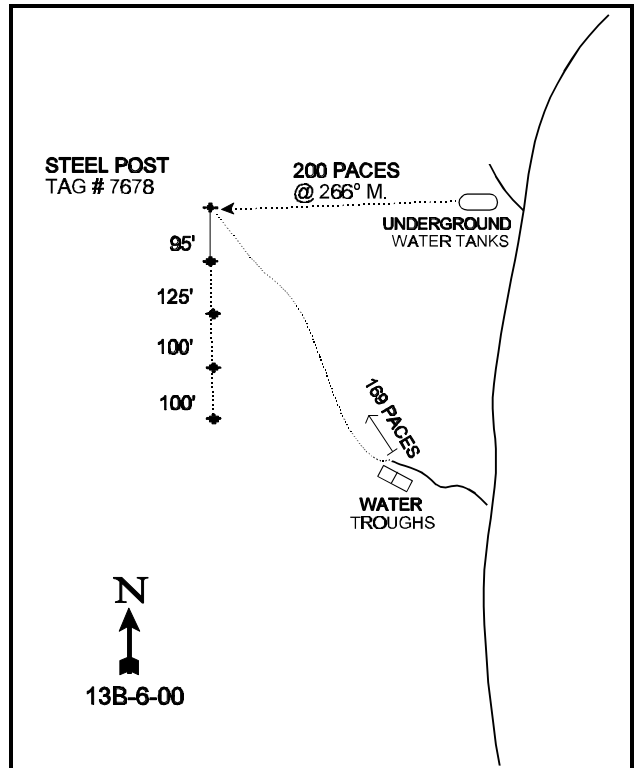 STEEL POST
TAG # 7678
200 PACES
@ 266º M.
UNDERGROUND
WATER TANKS
95'
125'
100'
100'
169 PACES
WATER
TROUGHS
N
13B-6-00